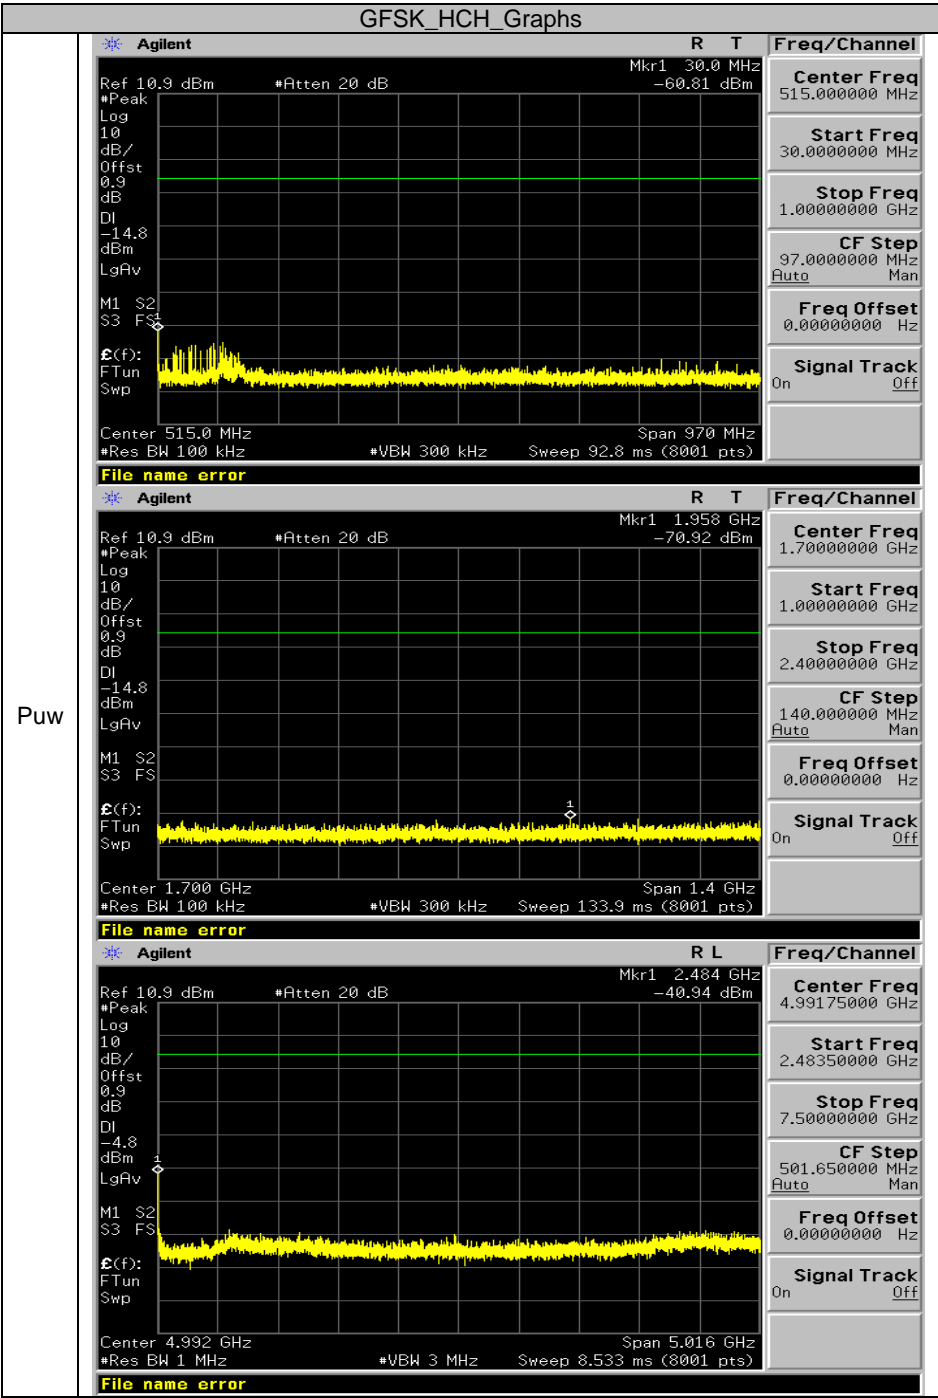 GFSK_HCH_Graphs
Puw
Agilent R T Freq/Channel
Mkr1 30.0 MHz
Ref 10.9 dBm #Atten 20 dB -60.81 dBm
#Peak
Log
10
dB/
Offst
0.9
dB
DI
-14.8
dBm
LgAv
M1 S2
S3 FS
1
£(f):
FTun
Swp
Center 515.0 MHz Span 970 MHz
#Res BW 100 kHz #VBW 300 kHz Sweep 92.8 ms (8001 pts)
File name error
Center Freq
515.000000 MHz
Start Freq
30.0000000 MHz
Stop Freq
1.00000000 GHz
CF Step
97.0000000 MHz
Auto Man
Freq Offset
0.00000000 Hz
Signal Track
On Off
Agilent R T Freq/Channel
Mkr1 1.958 GHz
Ref 10.9 dBm #Atten 20 dB -70.92 dBm
#Peak
Log
10
dB/
Offst
0.9
dB
DI
-14.8
dBm
LgAv
M1 S2
S3 FS
1
£(f):
FTun
Swp
Center 1.700 GHz Span 1.4 GHz
#Res BW 100 kHz #VBW 300 kHz Sweep 133.9 ms (8001 pts)
File name error
Center Freq
1.70000000 GHz
Start Freq
1.00000000 GHz
Stop Freq
2.40000000 GHz
CF Step
140.000000 MHz
Auto Man
Freq Offset
0.00000000 Hz
Signal Track
On Off
Agilent R L Freq/Channel
Mkr1 2.484 GHz
Ref 10.9 dBm #Atten 20 dB -40.94 dBm
#Peak
Log
10
dB/
Offst
0.9
dB
DI
-4.8
dBm
1
LgAv
M1 S2
S3 FS
£(f):
FTun
Swp
Center 4.992 GHz Span 5.016 GHz
#Res BW 1 MHz #VBW 3 MHz Sweep 8.533 ms (8001 pts)
File name error
Center Freq
4.99175000 GHz
Start Freq
2.48350000 GHz
Stop Freq
7.50000000 GHz
CF Step
501.650000 MHz
Auto Man
Freq Offset
0.00000000 Hz
Signal Track
On Off